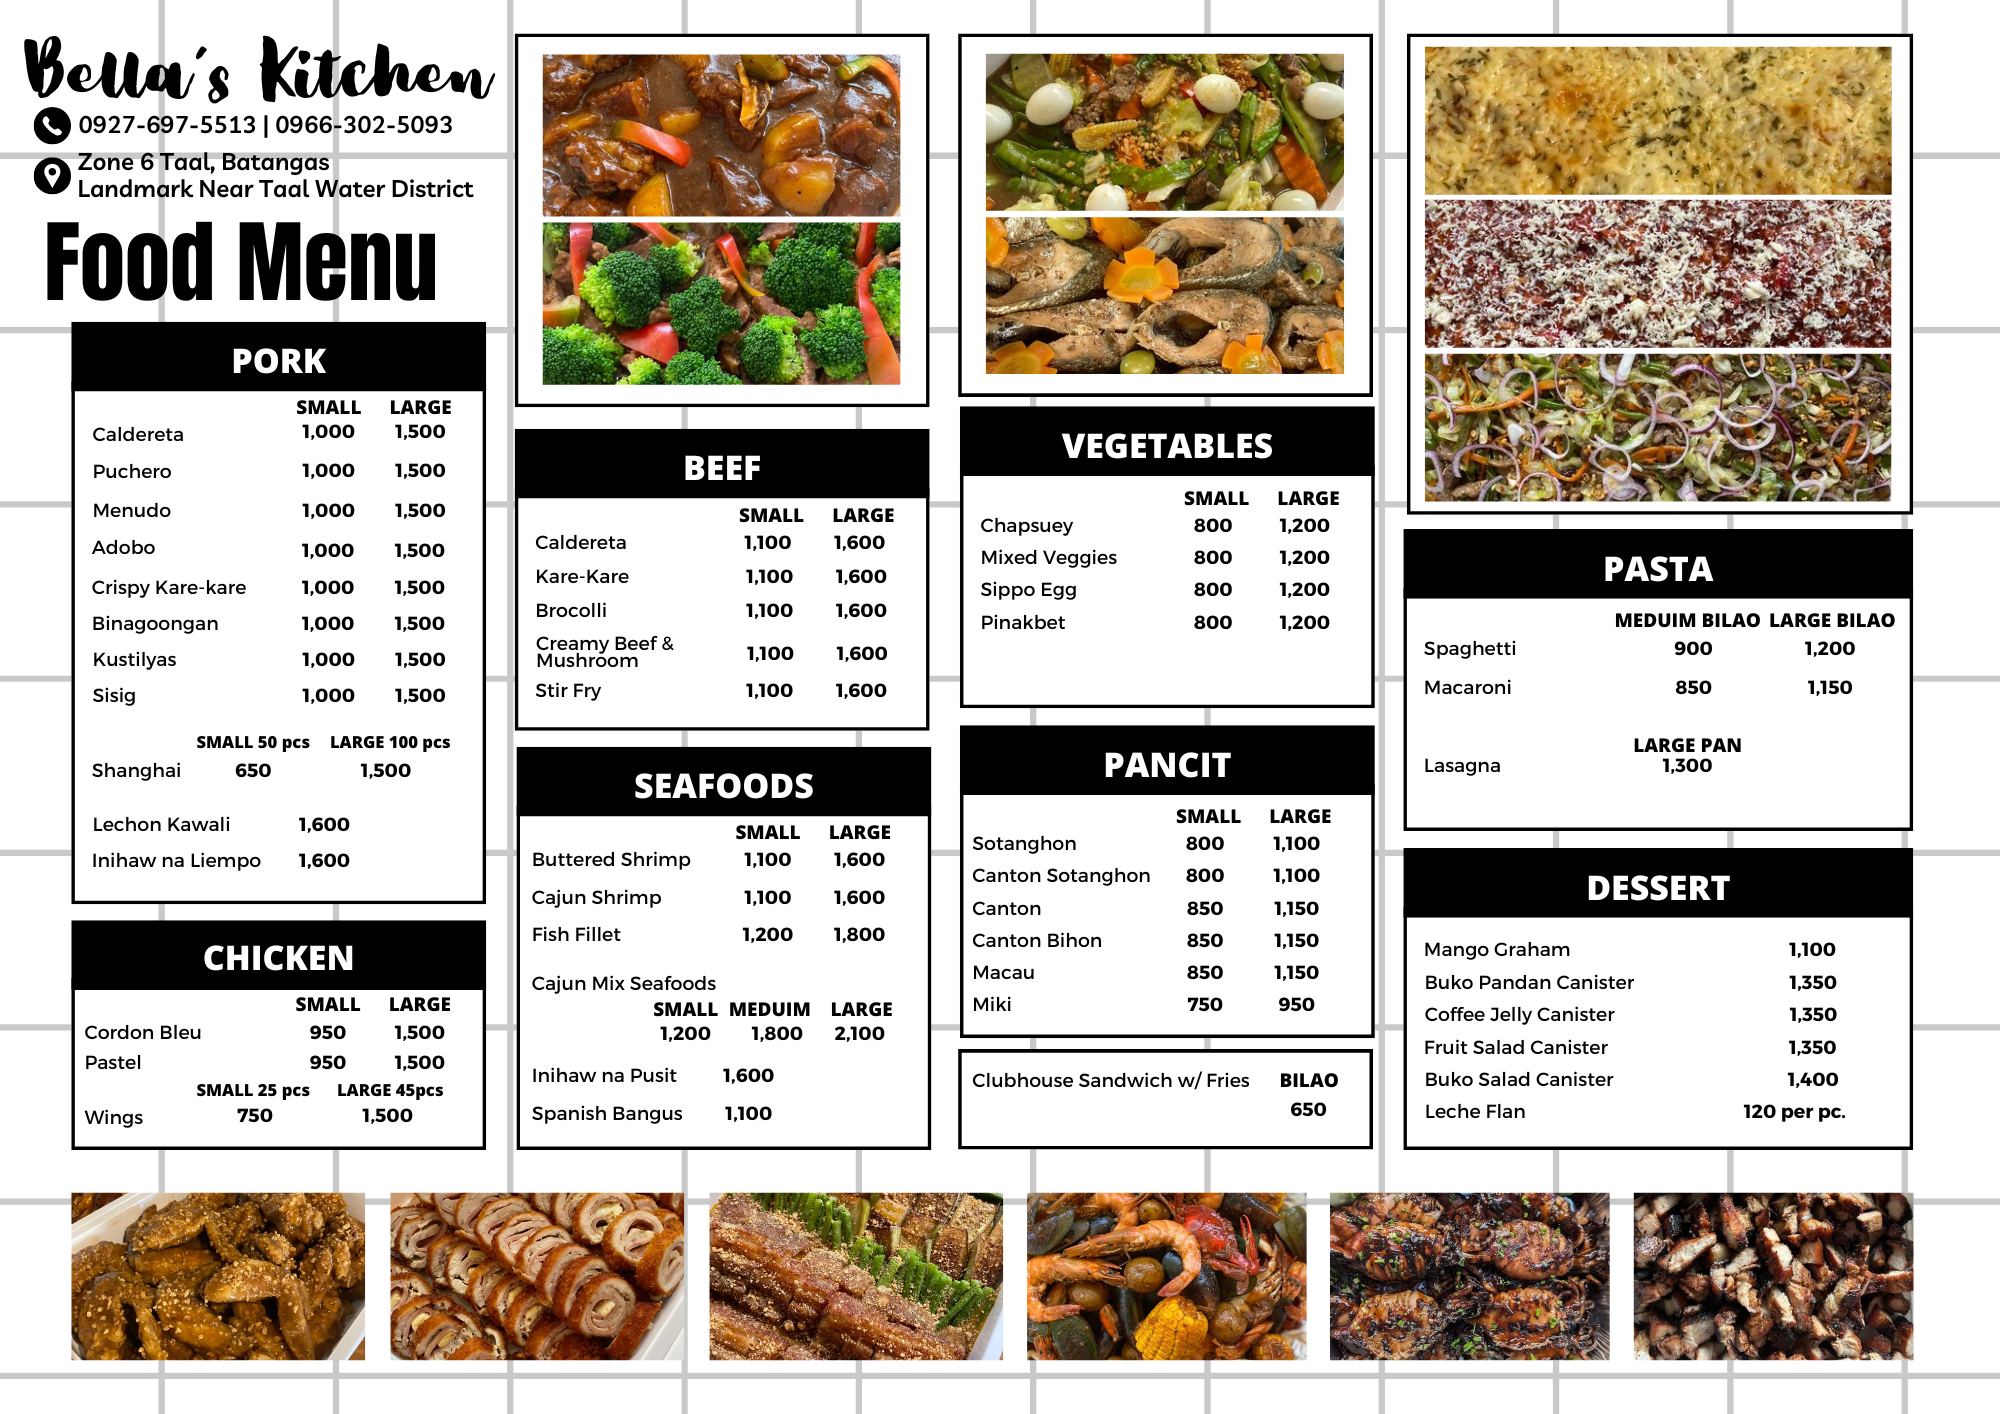 Bella's Kitchen
0927-697-5513 | 0966-302-5093
Zone 6 Taal, Batangas
Landmark Near Taal Water District
Food Menu
PORK
SMALL LARGE
Caldereta 1,000 1,500
Puchero 1,000 1,500
Menudo 1,000 1,500
Adobo 1,000 1,500
Crispy Kare-kare 1,000 1,500
Binagoongan 1,000 1,500
Kustilyas 1,000 1,500
Sisig 1,000 1,500
SMALL 50 pcs LARGE 100 pcs
Shanghai 650 1,500
Lechon Kawali 1,600
Inihaw na Liempo 1,600
CHICKEN
SMALL LARGE
Cordon Bleu 950 1,500
Pastel 950 1,500
SMALL 25 pcs LARGE 45pcs
Wings 750 1,500
BEEF
SMALL LARGE
Caldereta 1,100 1,600
Kare-Kare 1,100 1,600
Brocolli 1,100 1,600
Creamy Beef &
Mushroom 1,100 1,600
Stir Fry 1,100 1,600
SEAFOODS
SMALL LARGE
Buttered Shrimp 1,100 1,600
Cajun Shrimp 1,100 1,600
Fish Fillet 1,200 1,800
Cajun Mix Seafoods
SMALL MEDUIM LARGE
1,200 1,800 2,100
Inihaw na Pusit 1,600
Spanish Bangus 1,100
VEGETABLES
SMALL LARGE
Chapsuey 800 1,200
Mixed Veggies 800 1,200
Sippo Egg 800 1,200
Pinakbet 800 1,200
PANCIT
SMALL LARGE
Sotanghon 800 1,100
Canton Sotanghon 800 1,100
Canton 850 1,150
Canton Bihon 850 1,150
Macau 850 1,150
Miki 750 950
Clubhouse Sandwich w/ Fries BILAO
650
PASTA
MEDUIM BILAO LARGE BILAO
Spaghetti 900 1,200
Macaroni 850 1,150
LARGE PAN
Lasagna 1,300
DESSERT
Mango Graham 1,100
Buko Pandan Canister 1,350
Coffee Jelly Canister 1,350
Fruit Salad Canister 1,350
Buko Salad Canister 1,400
Leche Flan 120 per pc.